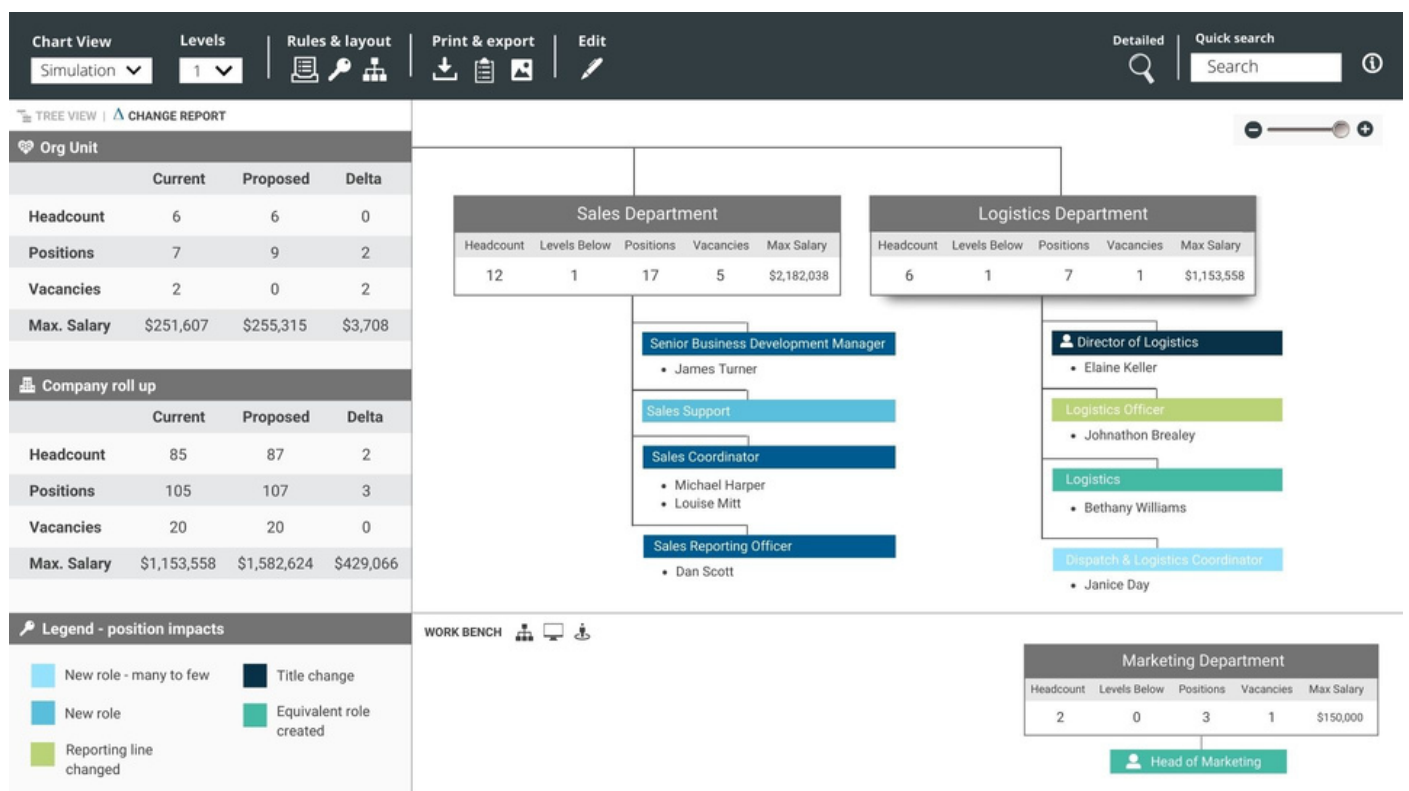 Chart View
Levels
Rules & layout
Print & export
Edit
Detailed
Quick search
Simulation
1
Search
TREE VIEW | Δ CHANGE REPORT
Org Unit
Current Proposed Delta
Headcount 6 6 0
Positions 7 9 2
Vacancies 2 0 2
Max. Salary $251,607 $255,315 $3,708
Company roll up
Current Proposed Delta
Headcount 85 87 2
Positions 105 107 3
Vacancies 20 20 0
Max. Salary $1,153,558 $1,582,624 $429,066
Legend - position impacts
New role - many to few
New role
Reporting line
changed
Title change
Equivalent role
created
Sales Department
Headcount Levels Below Positions Vacancies Max Salary
12 1 17 5 $2,182,038
Senior Business Development Manager
• James Turner
Sales Support
Sales Coordinator
• Michael Harper
• Louise Mitt
Sales Reporting Officer
• Dan Scott
Logistics Department
Headcount Levels Below Positions Vacancies Max Salary
6 1 7 1 $1,153,558
Director of Logistics
• Elaine Keller
Logistics Officer
• Johnathon Brealey
Logistics
• Bethany Williams
Dispatch & Logistics Coordinator
• Janice Day
WORK BENCH
Marketing Department
Headcount Levels Below Positions Vacancies Max Salary
2 0 3 1 $150,000
Head of Marketing